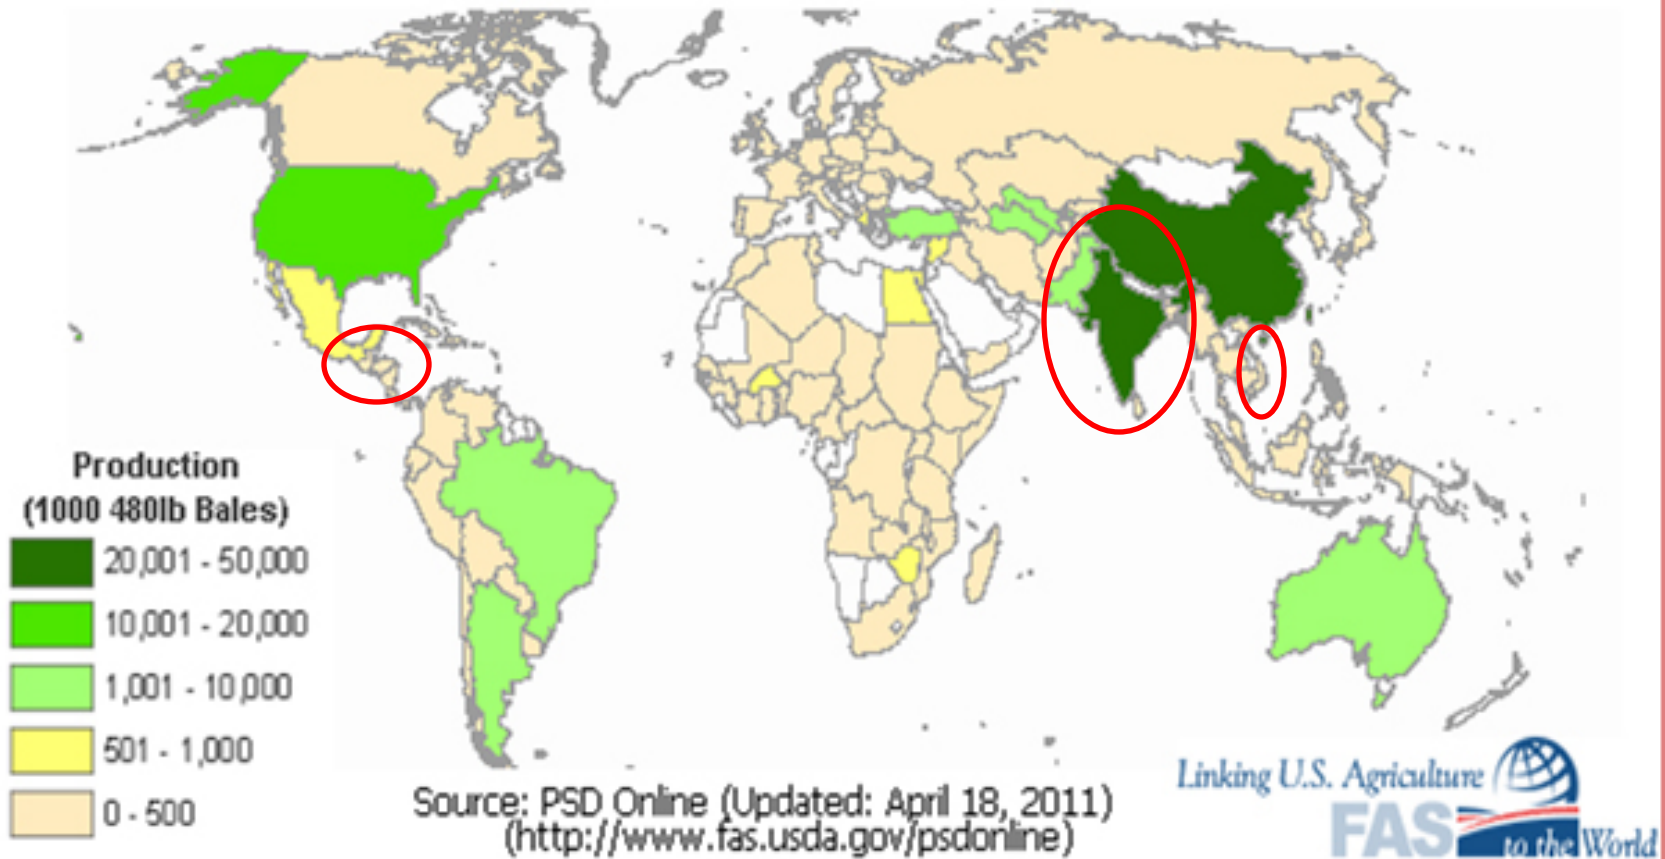 Production
(1000 480lb Bales)
20,001 - 50,000
10,001 - 20,000
1,001 - 10,000
501 - 1,000
0 - 500
Source: PSD Online (Updated: April 18, 2011)
(http://www.fas.usda.gov/psdonline)
Linking U.S. Agriculture
FAS
to the World